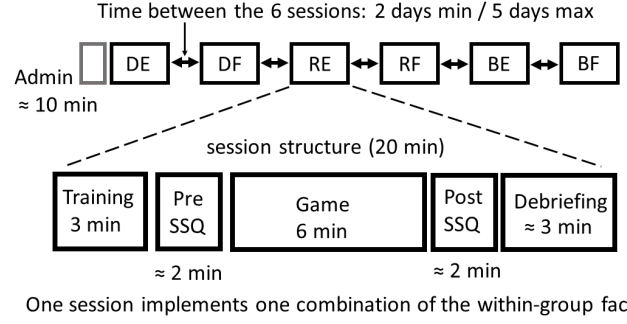 Time between the 6 sessions: 2 days min / 5 days max
Admin
≈ 10 min
DE
DF
RE
RF
BE
BF
session structure (20 min)
Training
3 min
Pre
SSQ
Game
6 min
Post
SSQ
Debriefing
≈ 3 min
≈ 2 min
≈ 2 min
One session implements one combination of the within-group fac